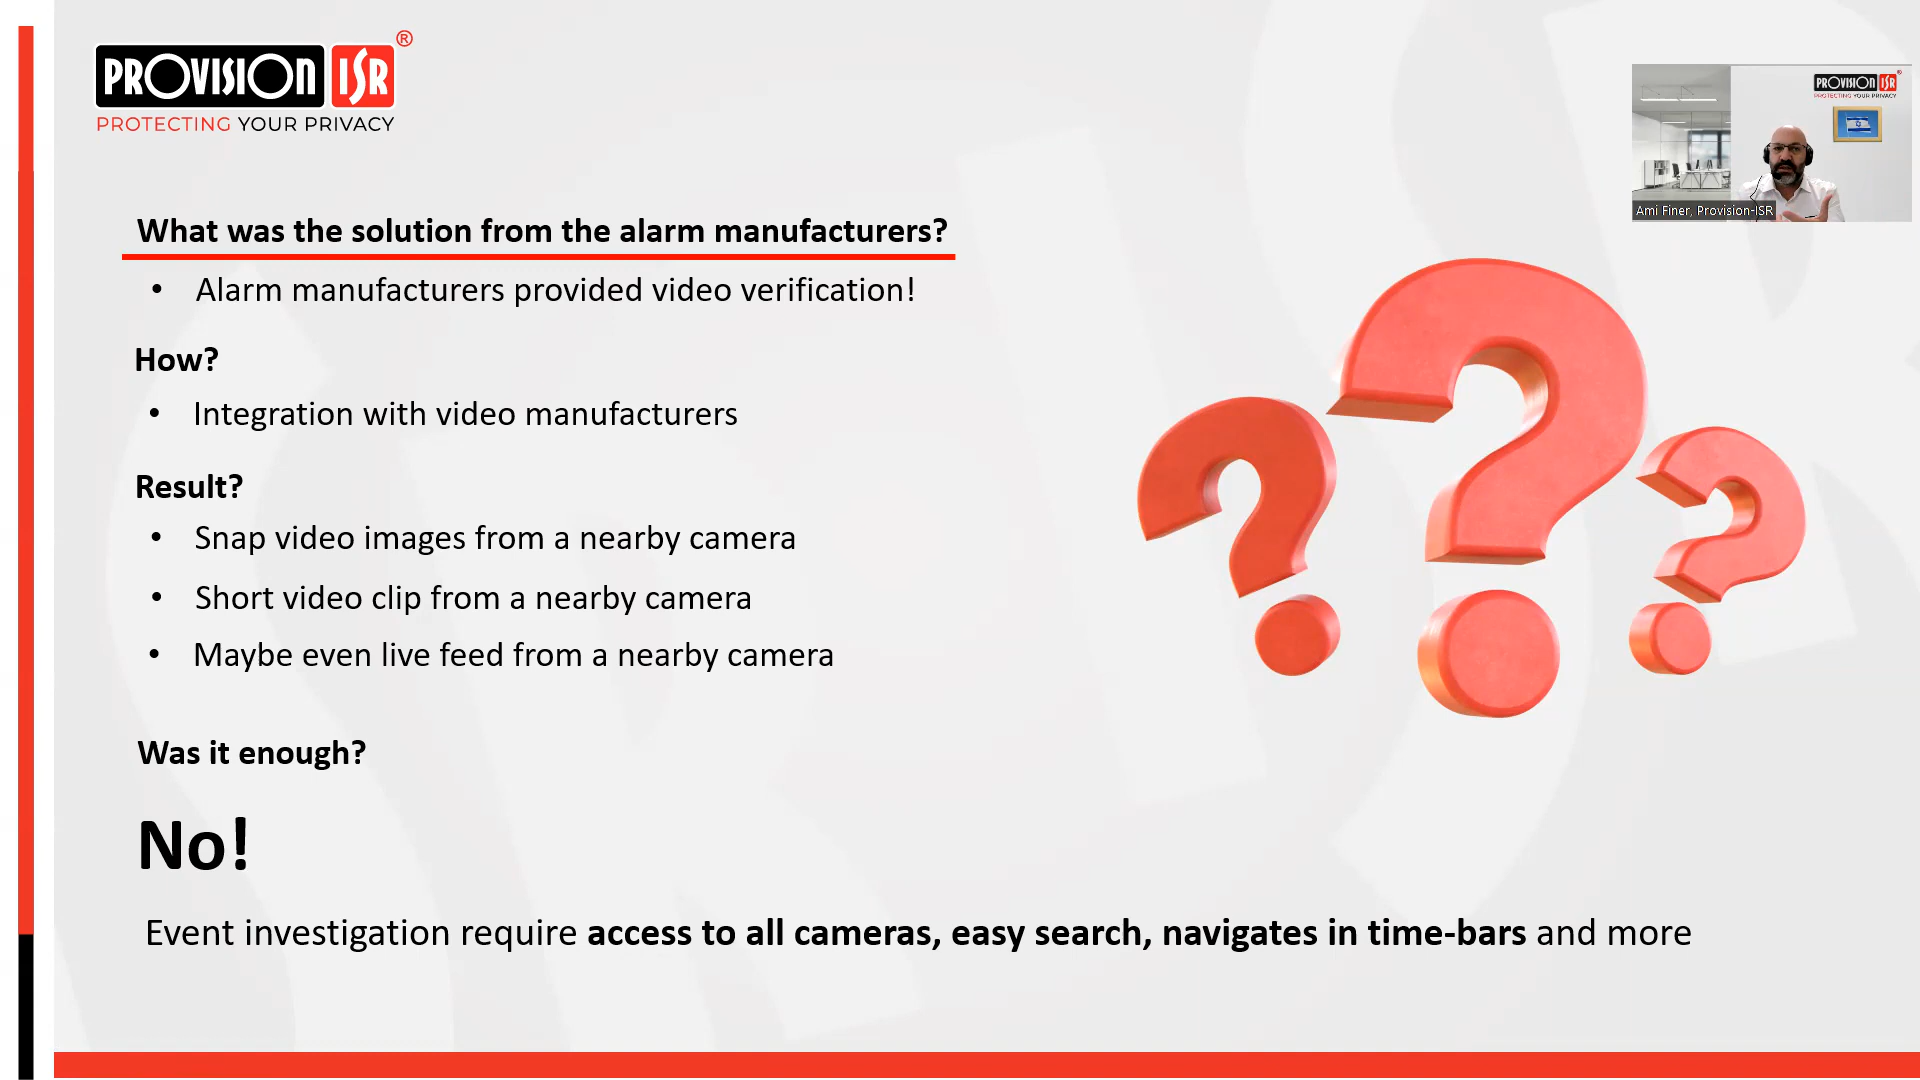 PROVISION ISR®
PROTECTING YOUR PRIVACY
PROVISION ISR
PROTECTING YOUR PRIVACY
Ami Finer, Provision-ISR
What was the solution from the alarm manufacturers?
• Alarm manufacturers provided video verification!
How?
• Integration with video manufacturers
Result?
• Snap video images from a nearby camera
• Short video clip from a nearby camera
• Maybe even live feed from a nearby camera
Was it enough?
No!
Event investigation require access to all cameras, easy search, navigates in time-bars and more